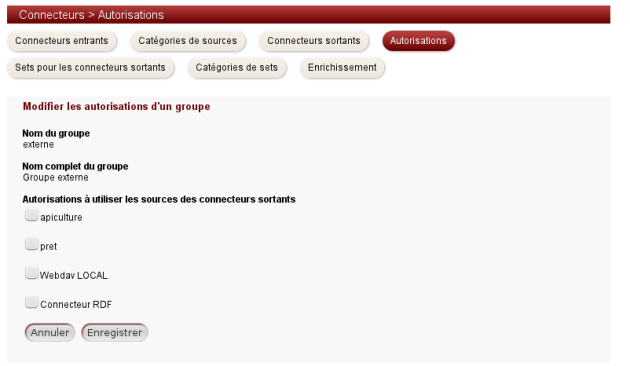 Connecteurs > Autorisations
Connecteurs entrants Catégories de sources Connecteurs sortants Autorisations
Sets pour les connecteurs sortants Catégories de sets Enrichissement
Modifier les autorisations d'un groupe
Nom du groupe
externe
Nom complet du groupe
Groupe externe
Autorisations à utiliser les sources des connecteurs sortants
apiculture
pret
Webdav LOCAL
Connecteur RDF
Annuler Enregistrer